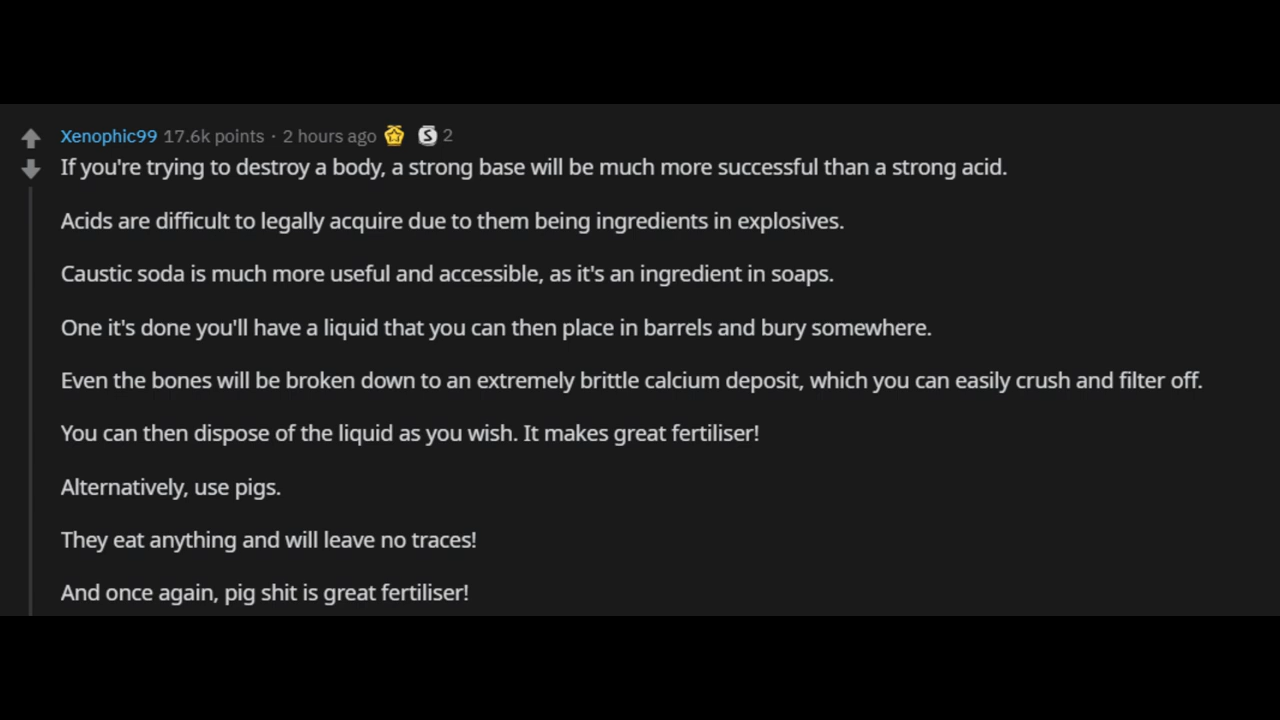 Xenophic99 17.6k points · 2 hours ago S 2
If you're trying to destroy a body, a strong base will be much more successful than a strong acid.
Acids are difficult to legally acquire due to them being ingredients in explosives.
Caustic soda is much more useful and accessible, as it's an ingredient in soaps.
One it's done you'll have a liquid that you can then place in barrels and bury somewhere.
Even the bones will be broken down to an extremely brittle calcium deposit, which you can easily crush and filter off.
You can then dispose of the liquid as you wish. It makes great fertiliser!
Alternatively, use pigs.
They eat anything and will leave no traces!
And once again, pig shit is great fertiliser!